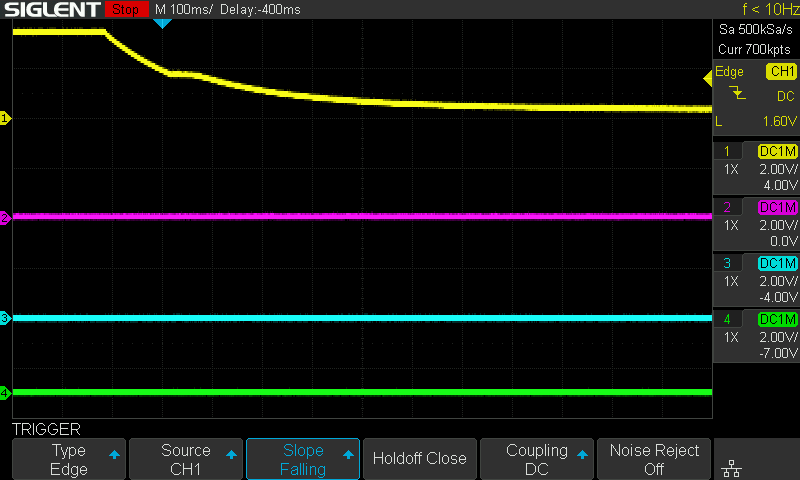 SIGLENT Stop M 100ms/ Delay:-400ms f < 10Hz
Sa 500kSa/s
Curr 700kpts
Edge CH1
DC
L 1.60V
1 DC1M
1X 2.00V/
4.00V
2 DC1M
1X 2.00V/
0.0V
3 DC1M
1X 2.00V/
-4.00V
4 DC1M
1X 2.00V/
-7.00V
1
2
3
4
TRIGGER
Type
Edge
Source
CH1
Slope
Falling
Holdoff Close
Coupling
DC
Noise Reject
Off